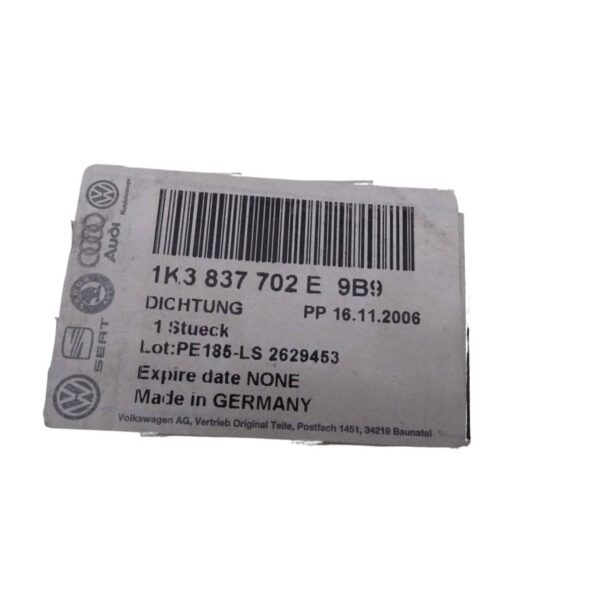 1K3 837 702 E 9B9
DICHTUNG PP 16.11.2006
1 Stueck
Lot:PE185-LS 2629453
Expire date NONE
Made in GERMANY
Volkswagen AG, Vertrieb Original Teile, Postfach 1451, 34219 Baunatal
Audi
SEAT